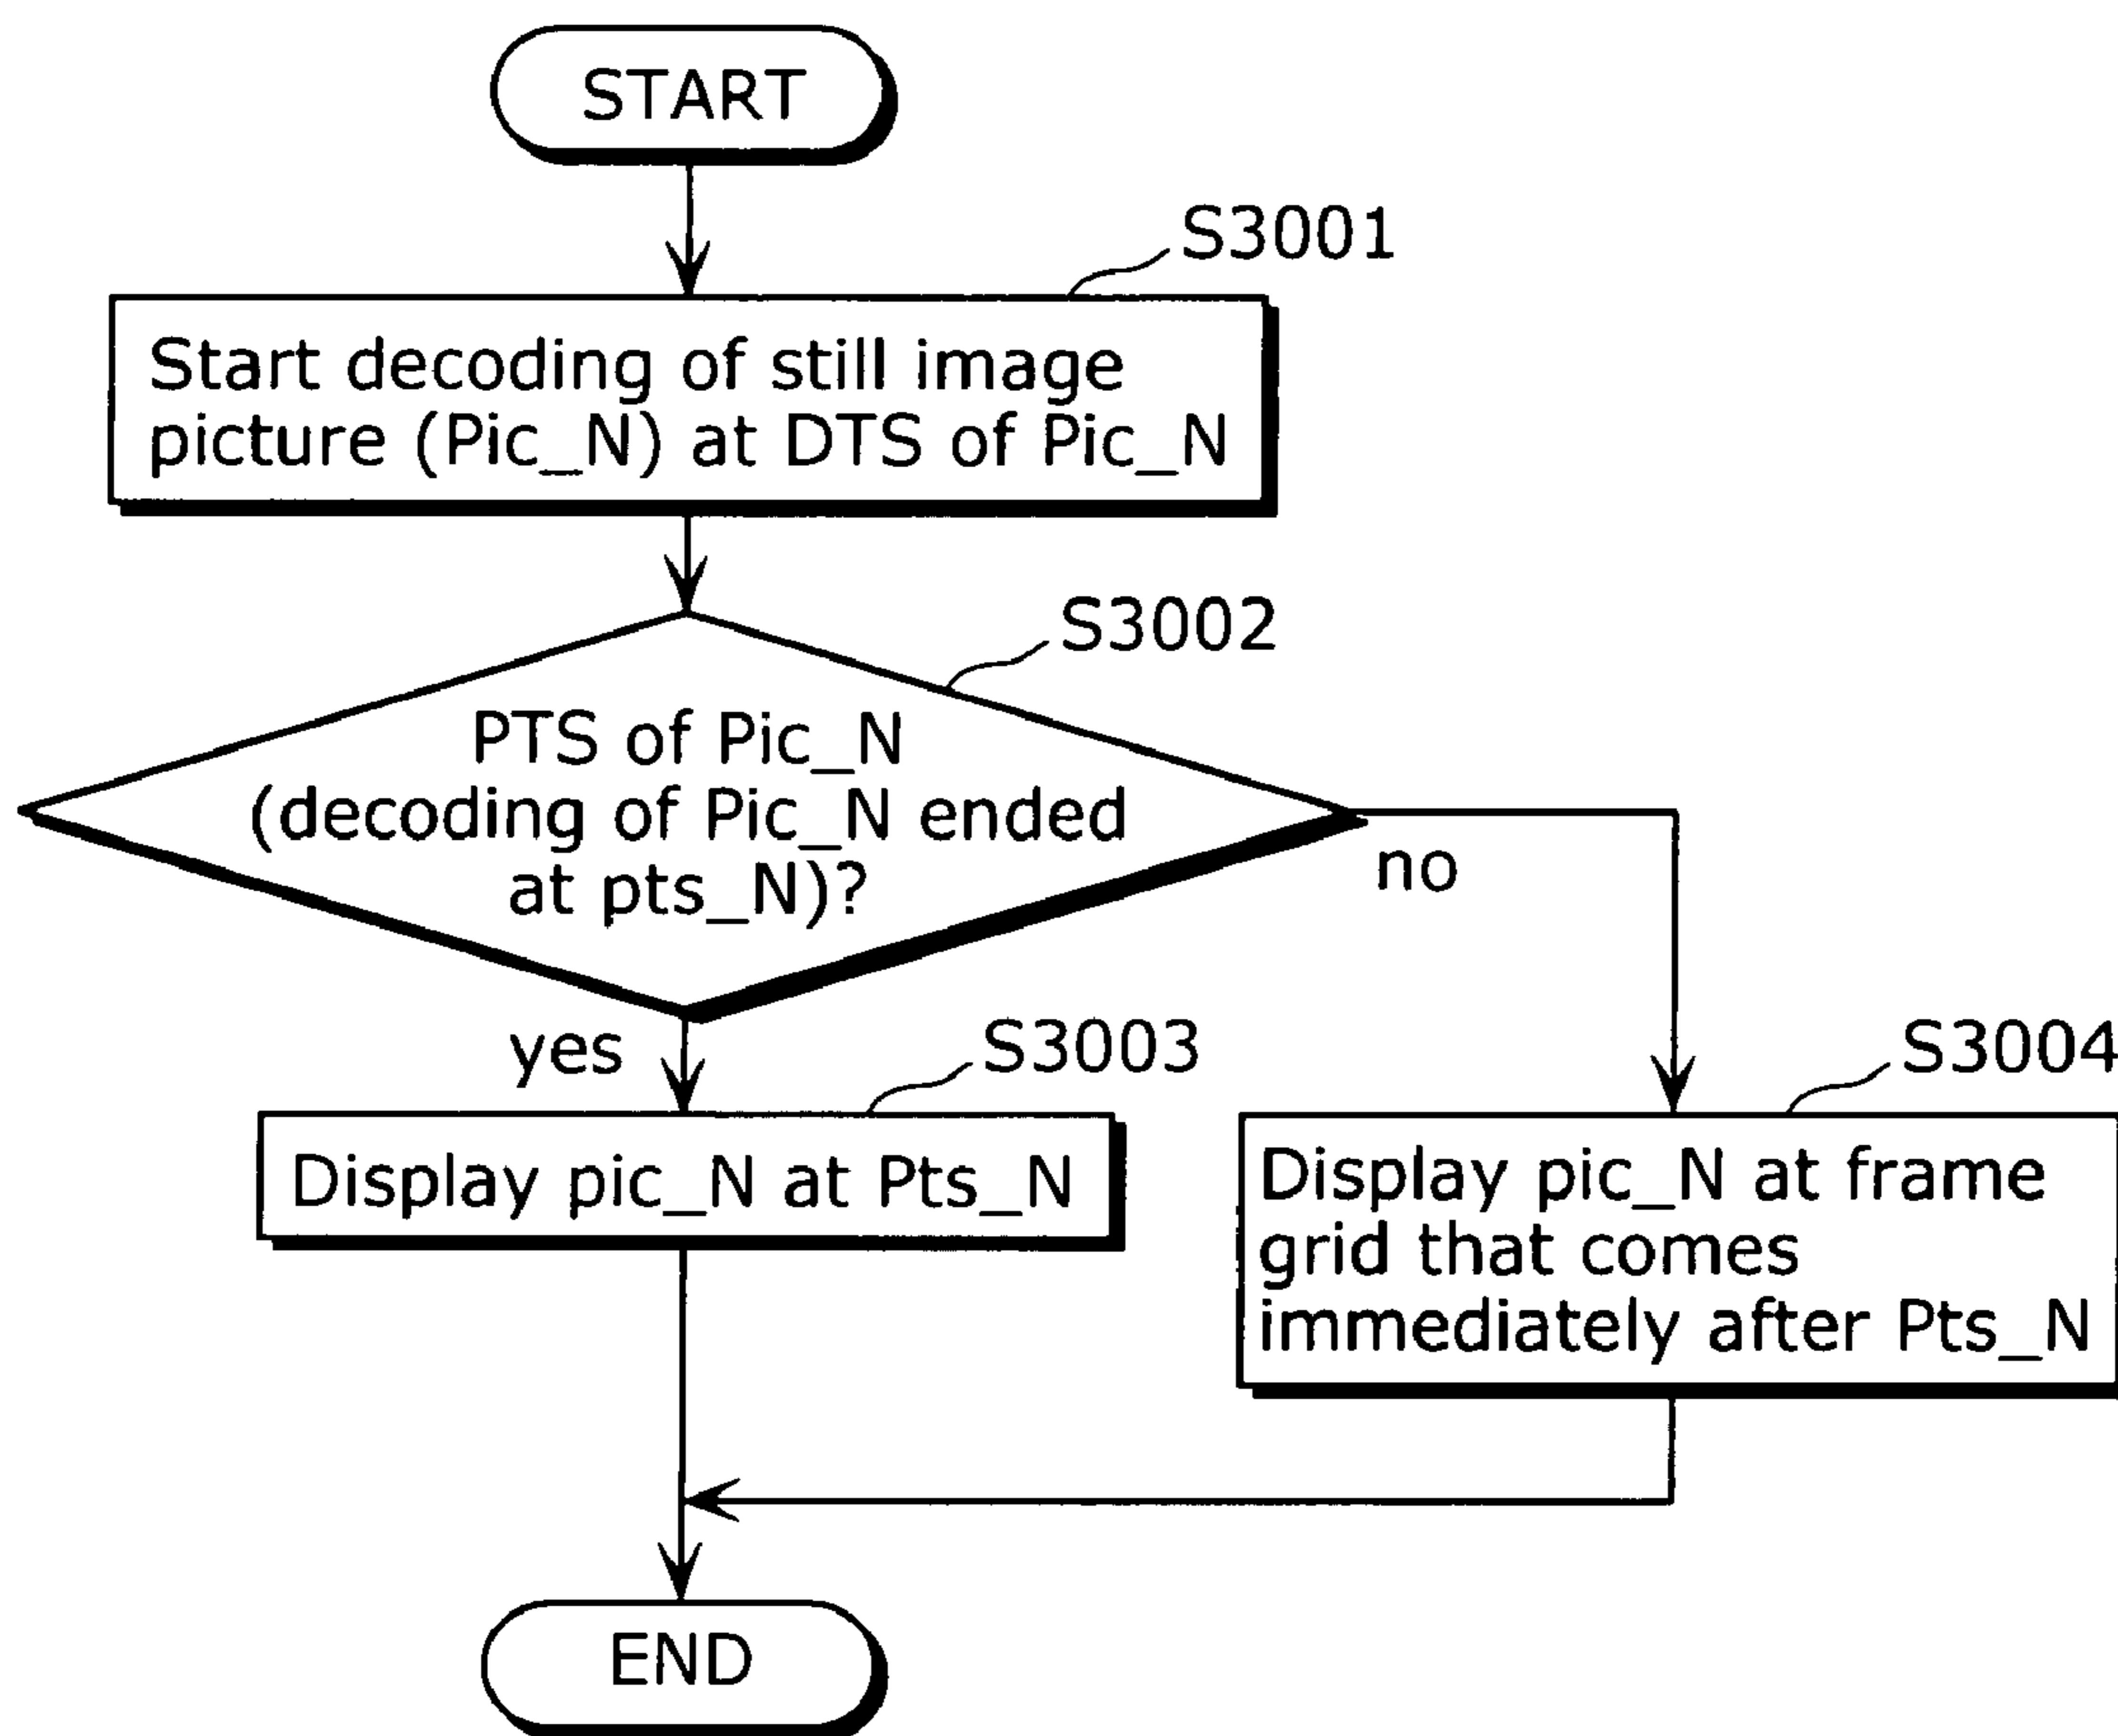 START
S3001
Start decoding of still image
picture (Pic_N) at DTS of Pic_N
S3002
PTS of Pic_N
(decoding of Pic_N ended
at pts_N)?
no
yes
S3003
S3004
Display pic_N at Pts_N
Display pic_N at frame
grid that comes
immediately after Pts_N
END